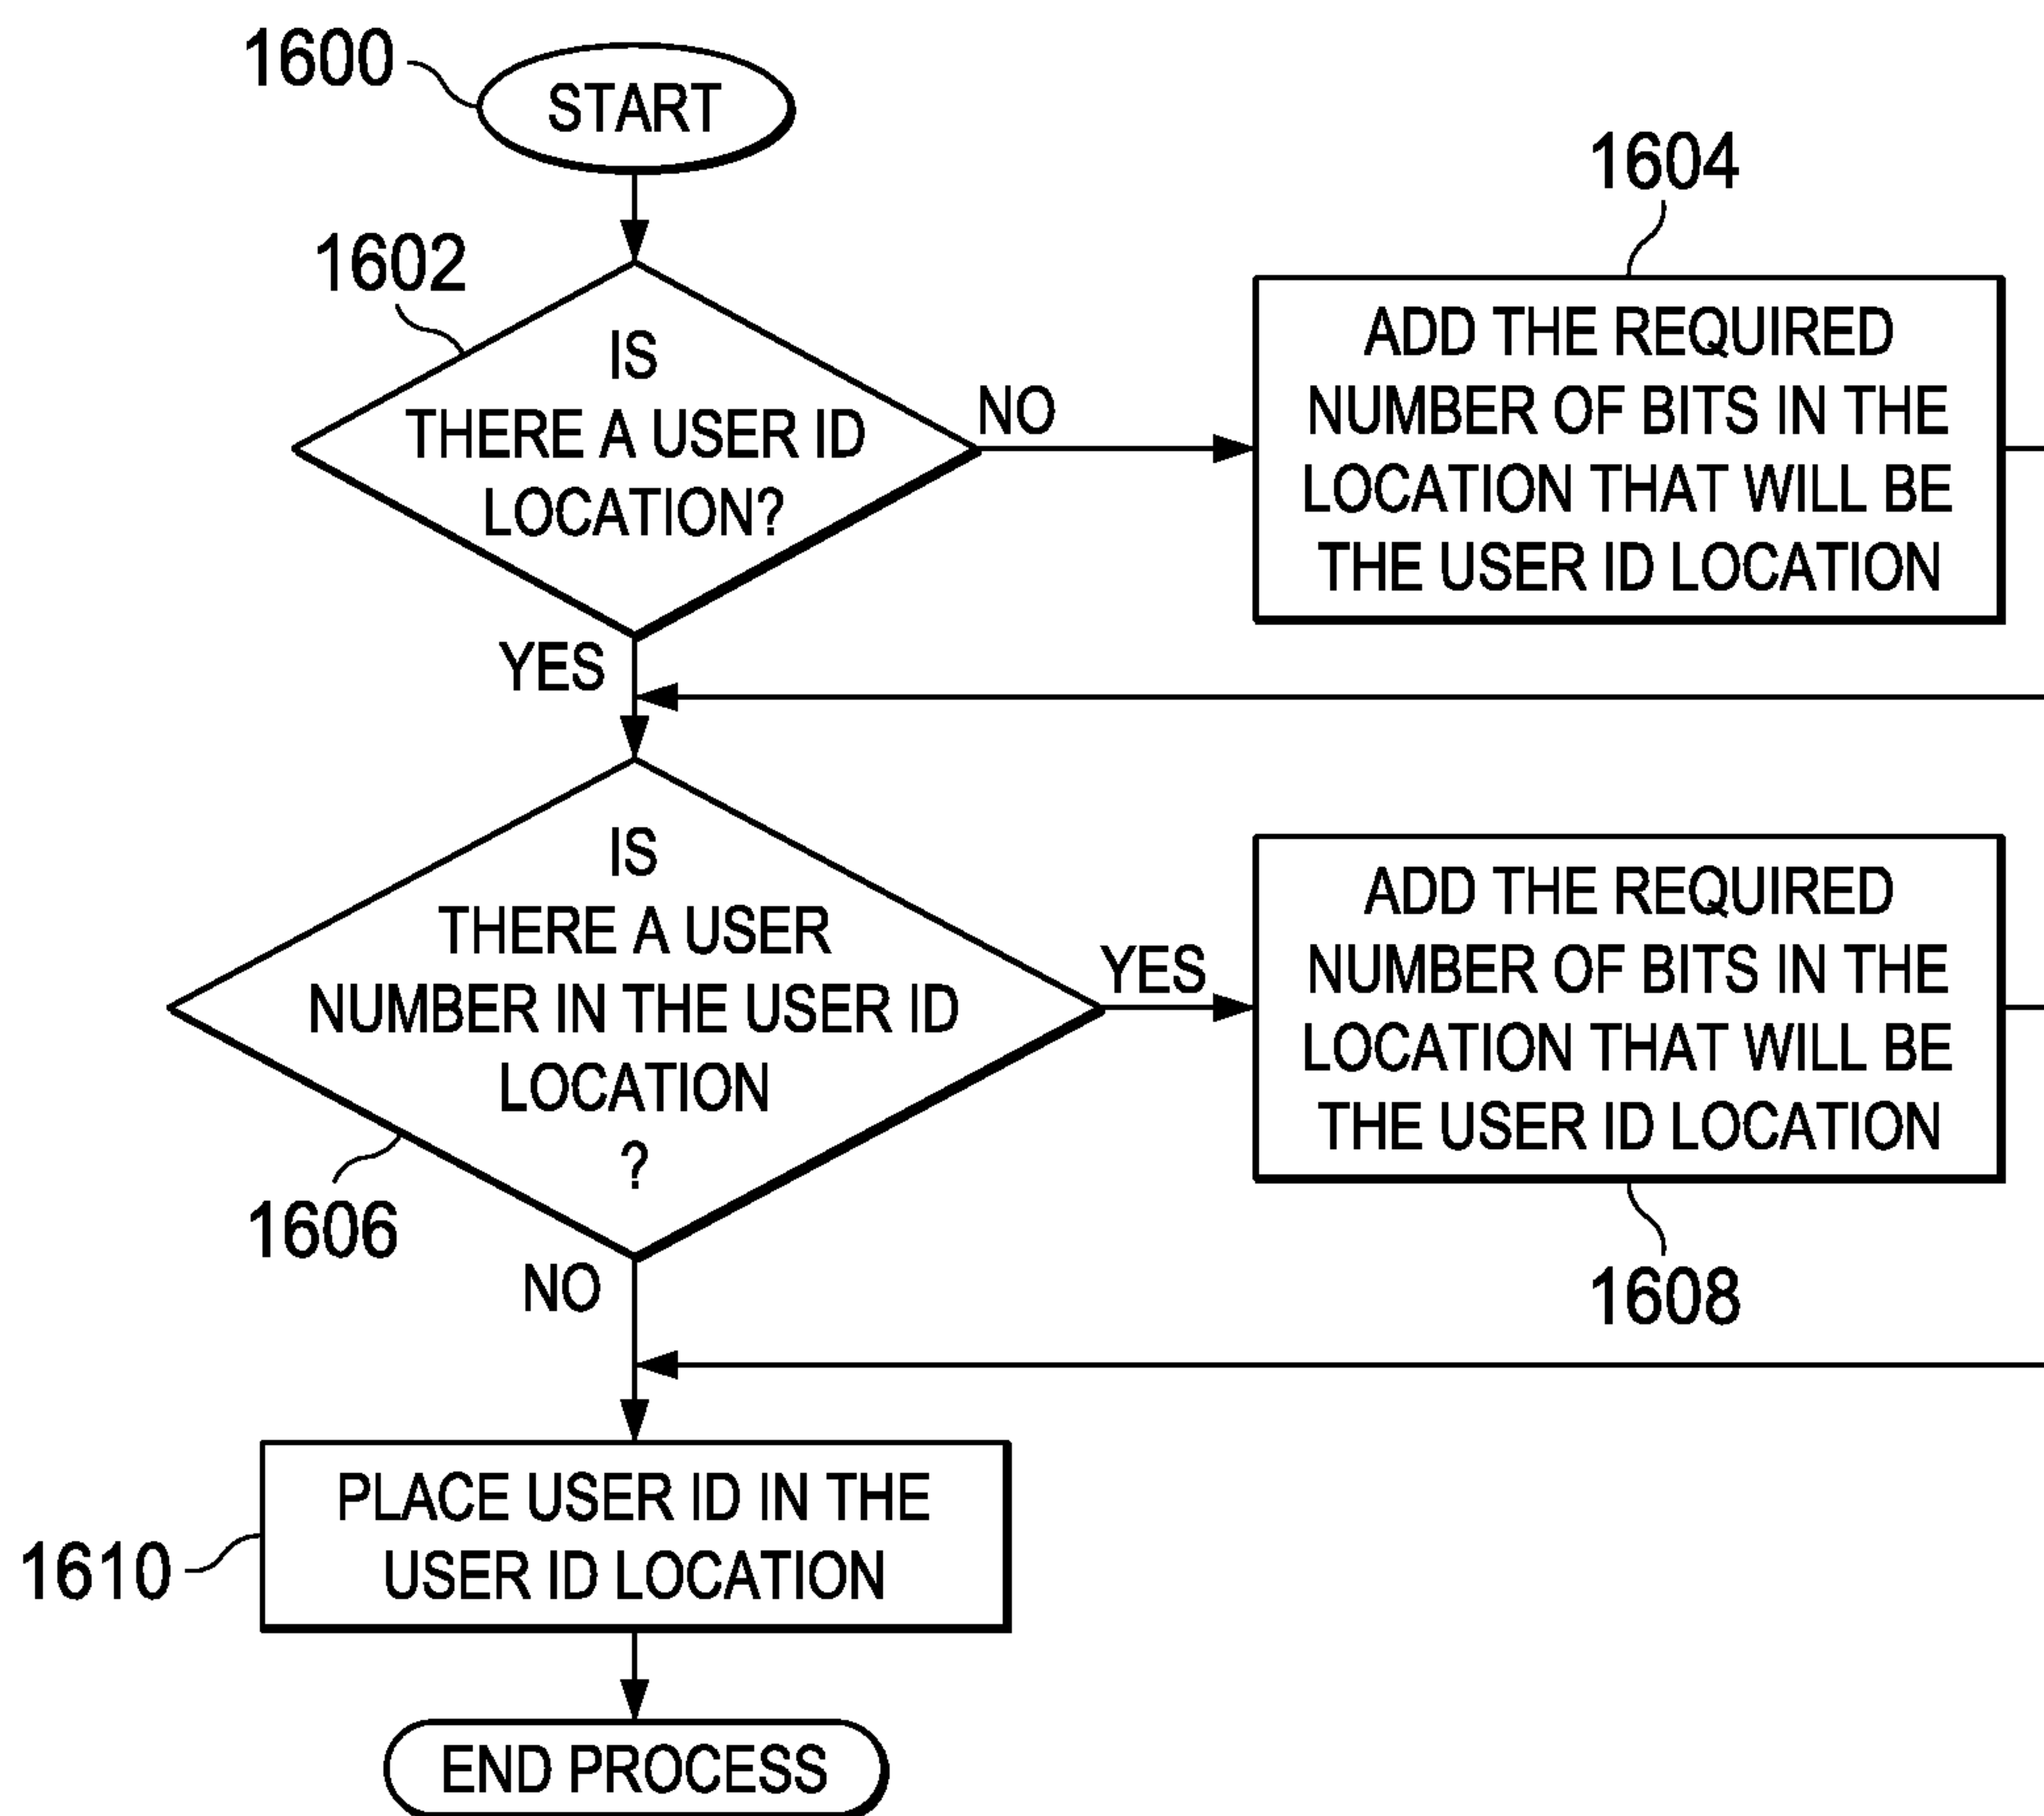 1600
START
1602
IS
THERE A USER ID
LOCATION?
NO
1604
ADD THE REQUIRED
NUMBER OF BITS IN THE
LOCATION THAT WILL BE
THE USER ID LOCATION
YES
IS
THERE A USER
NUMBER IN THE USER ID
LOCATION
?
1606
YES
ADD THE REQUIRED
NUMBER OF BITS IN THE
LOCATION THAT WILL BE
THE USER ID LOCATION
1608
NO
PLACE USER ID IN THE
USER ID LOCATION
1610
END PROCESS